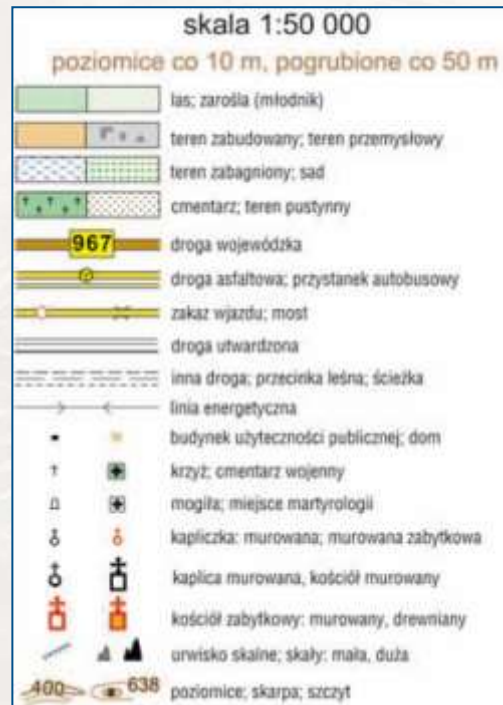 skala 1:50 000
poziomice co 10 m, pogrubione co 50 m
las; zarośla (młodnik)
teren zabudowany; teren przemysłowy
teren zabagniony; sad
cmentarz; teren pustynny
967 droga wojewódzka
droga asfaltowa; przystanek autobusowy
zakaz wjazdu; most
droga utwardzona
inna droga; przecinka leśna; ścieżka
linia energetyczna
budynek użyteczności publicznej; dom
krzyż; cmentarz wojenny
mogiła; miejsce martyrologii
kapliczka: murowana; murowana zabytkowa
kaplica murowana, kościół murowany
kościół zabytkowy: murowany, drewniany
urwisko skalne; skały: mała, duża
400 638 poziomice; skarpa; szczyt